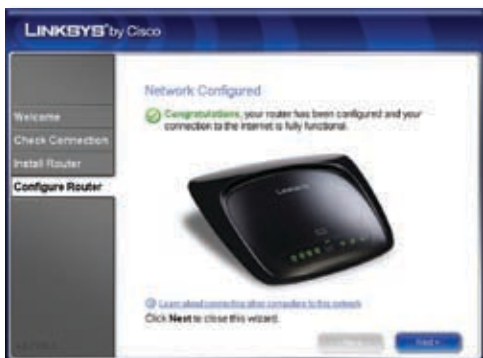 LINKSYS® by Cisco
Network Configured
Congratulations, your router has been configured and your
connection to the internet is fully functional.
Welcome
Check Connection
Install Router
Configure Router
Linksys
Learn about connecting other computers to this network
Click Next to close this wizard.
Next